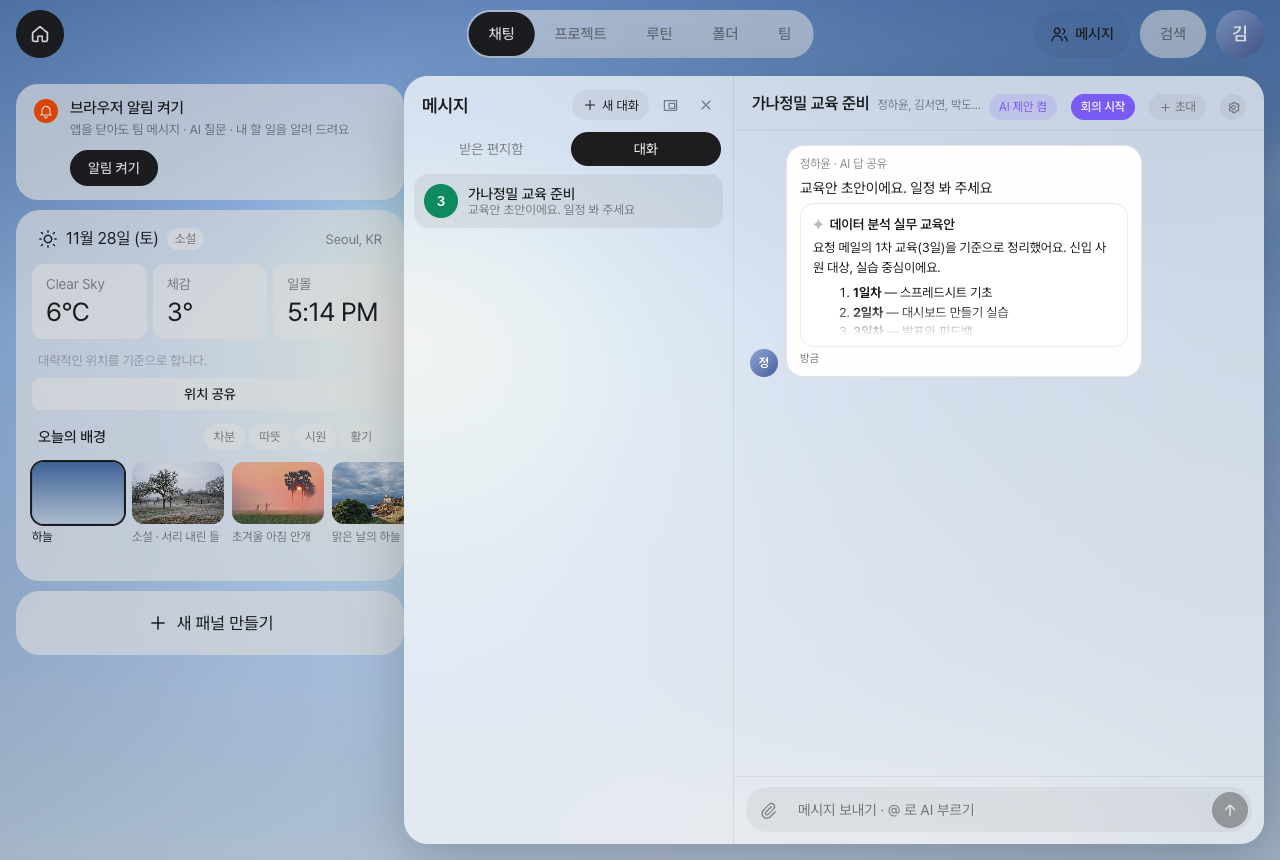 채팅
프로젝트
루틴
폴더
팀
메시지
검색
김
브라우저 알림 켜기
앱을 닫아도 팀 메시지 · AI 질문 · 내 할 일을 알려 드려요
알림 켜기
11월 28일 (토)
소설
Seoul, KR
Clear Sky
6°C
체감
3°
일몰
5:14 PM
대략적인 위치를 기준으로 합니다.
위치 공유
오늘의 배경
차분
따뜻
시원
활기
하늘
소설 · 서리 내린 들
초겨울 아침 안개
맑은 날의 하늘
+ 새 패널 만들기
메시지
+ 새 대화
받은 편지함
대화
3
가나정밀 교육 준비
교육안 초안이에요. 일정 봐 주세요
가나정밀 교육 준비
정하윤, 김서연, 박도...
AI 제안 켬
회의 시작
+ 초대
정하윤 · AI 답 공유
교육안 초안이에요. 일정 봐 주세요
데이터 분석 실무 교육안
요청 메일의 1차 교육(3일)을 기준으로 정리했어요. 신입 사
원 대상, 실습 중심이에요.
1. 1일차 — 스프레드시트 기초
2. 2일차 — 대시보드 만들기 실습
3. 3일차 — 발표와 피드백
정
방금
메시지 보내기 · @ 로 AI 부르기